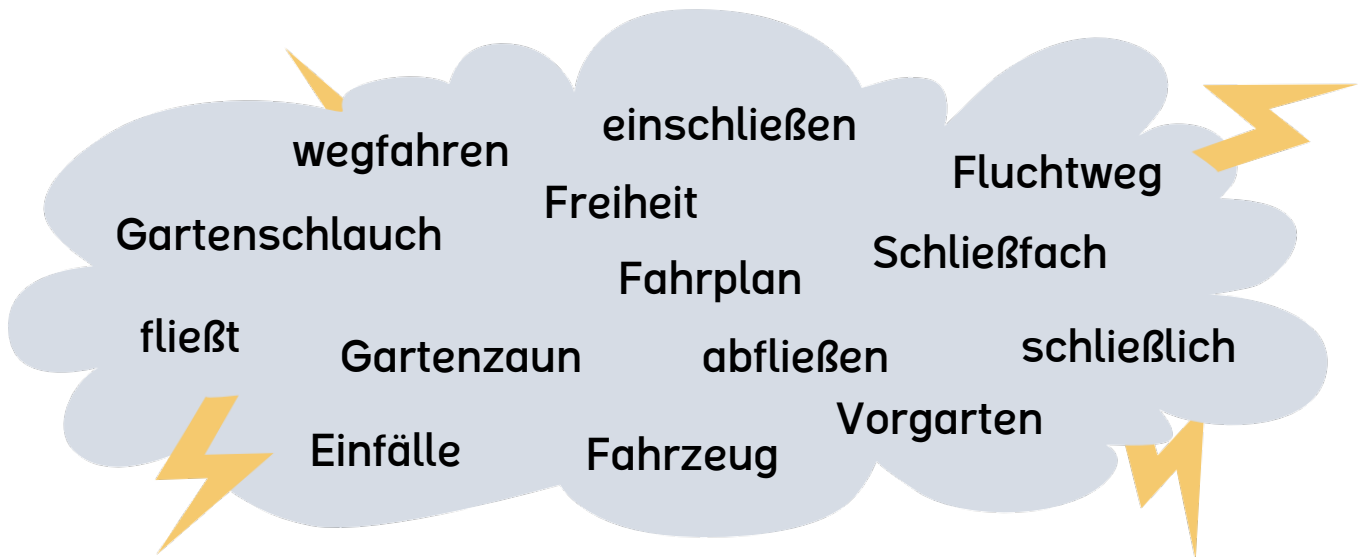 einschließen
wegfahren
Fluchtweg
Freiheit
Gartenschlauch
Schließfach
Fahrplan
fließt
schließlich
Gartenzaun
abfließen
Vorgarten
Einfälle
Fahrzeug